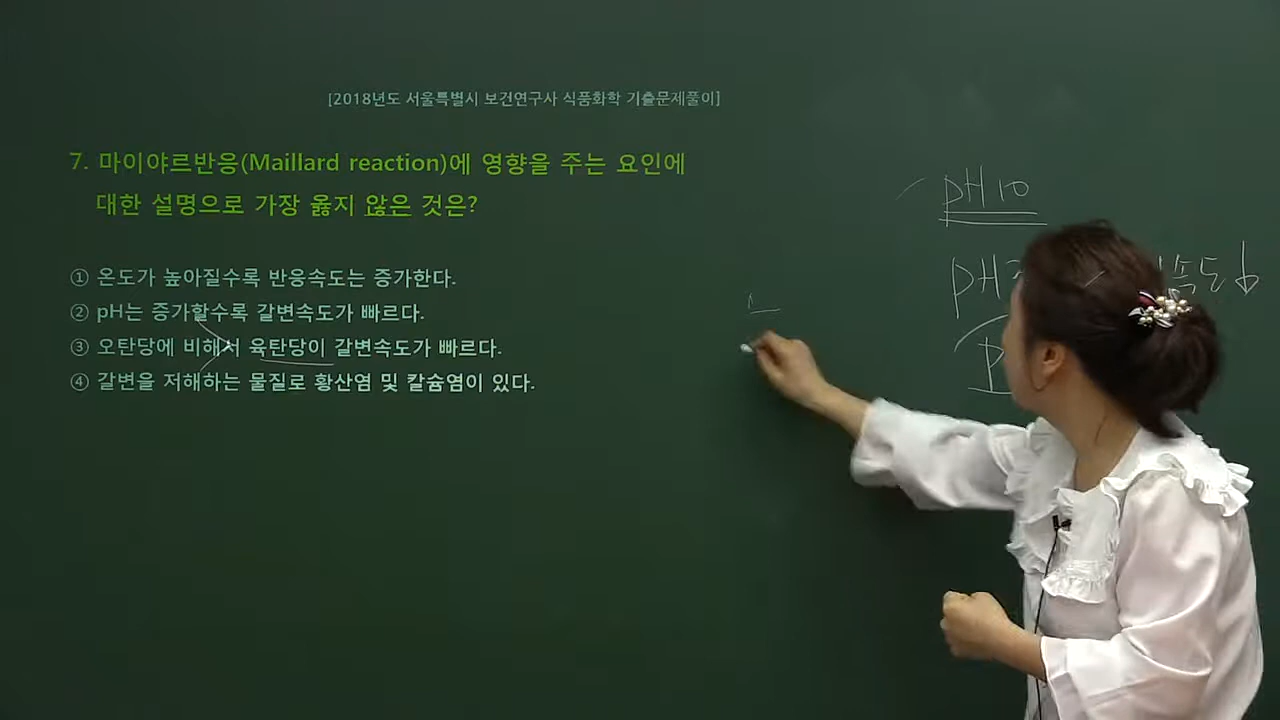 [2018년도 서울특별시 보건연구사 식품화학 기출문제풀이]
7. 마이야르반응(Maillard reaction)에 영향을 주는 요인에
대한 설명으로 가장 옳지 않은 것은?
① 온도가 높아질수록 반응속도는 증가한다.
② pH는 증가할수록 갈변속도가 빠르다.
③ 오탄당에 비해서 육탄당이 갈변속도가 빠르다.
④ 갈변을 저해하는 물질로 황산염 및 칼슘염이 있다.
pH 10
pH 속도